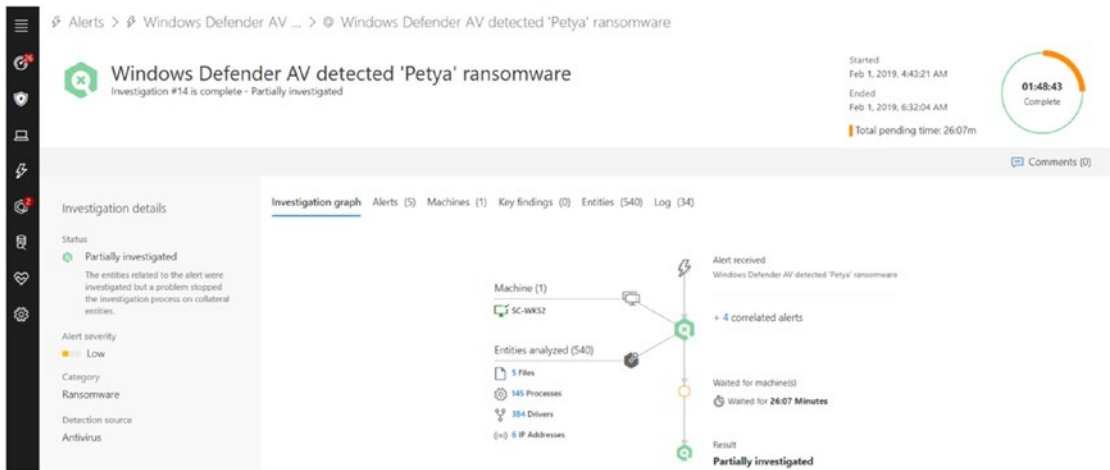 Alerts > Windows Defender AV ... > Windows Defender AV detected 'Petya' ransomware
26
Windows Defender AV detected 'Petya' ransomware
Investigation #14 is complete - Partially investigated
Started
Feb 1, 2019, 4:43:21 AM
Ended
Feb 1, 2019, 6:32:04 AM
Total pending time: 26:07m
01:48:43
Complete
Comments (0)
2
Investigation details
Status
Partially investigated
The entities related to the alert were
investigated but a problem stopped
the investigation process on collateral
entities.
Alert severity
Low
Category
Ransomware
Detection source
Antivirus
Investigation graph Alerts (5) Machines (1) Key findings (0) Entities (540) Log (34)
Alert received
Windows Defender AV detected 'Petya' ransomware
Machine (1)
SC-WKS2
+ 4 correlated alerts
Entities analyzed (540)
5 Files
145 Processes
384 Drivers
6 IP Addresses
Waited for machine(s)
Waited for 26:07 Minutes
Result
Partially investigated